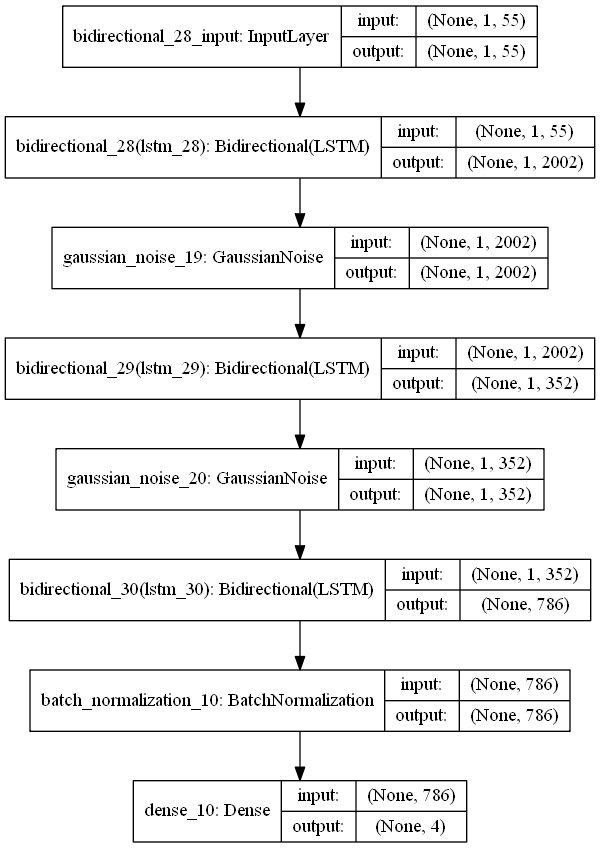 bidirectional_28_input: InputLayer
input: (None, 1, 55)
output: (None, 1, 55)
bidirectional_28(lstm_28): Bidirectional(LSTM)
input: (None, 1, 55)
output: (None, 1, 2002)
gaussian_noise_19: GaussianNoise
input: (None, 1, 2002)
output: (None, 1, 2002)
bidirectional_29(lstm_29): Bidirectional(LSTM)
input: (None, 1, 2002)
output: (None, 1, 352)
gaussian_noise_20: GaussianNoise
input: (None, 1, 352)
output: (None, 1, 352)
bidirectional_30(lstm_30): Bidirectional(LSTM)
input: (None, 1, 352)
output: (None, 786)
batch_normalization_10: BatchNormalization
input: (None, 786)
output: (None, 786)
dense_10: Dense
input: (None, 786)
output: (None, 4)